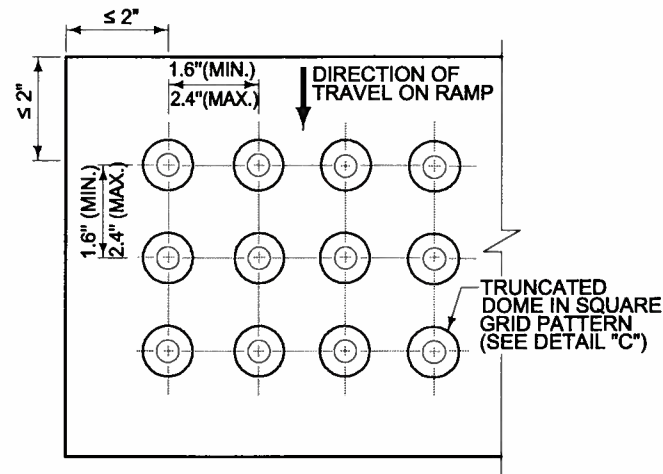 ≤ 2"
≤ 2"
1.6"(MIN.)
2.4"(MAX.)
DIRECTION OF
TRAVEL ON RAMP
1.6" (MIN.)
2.4" (MAX.)
TRUNCATED
DOME IN SQUARE
GRID PATTERN
(SEE DETAIL "C")